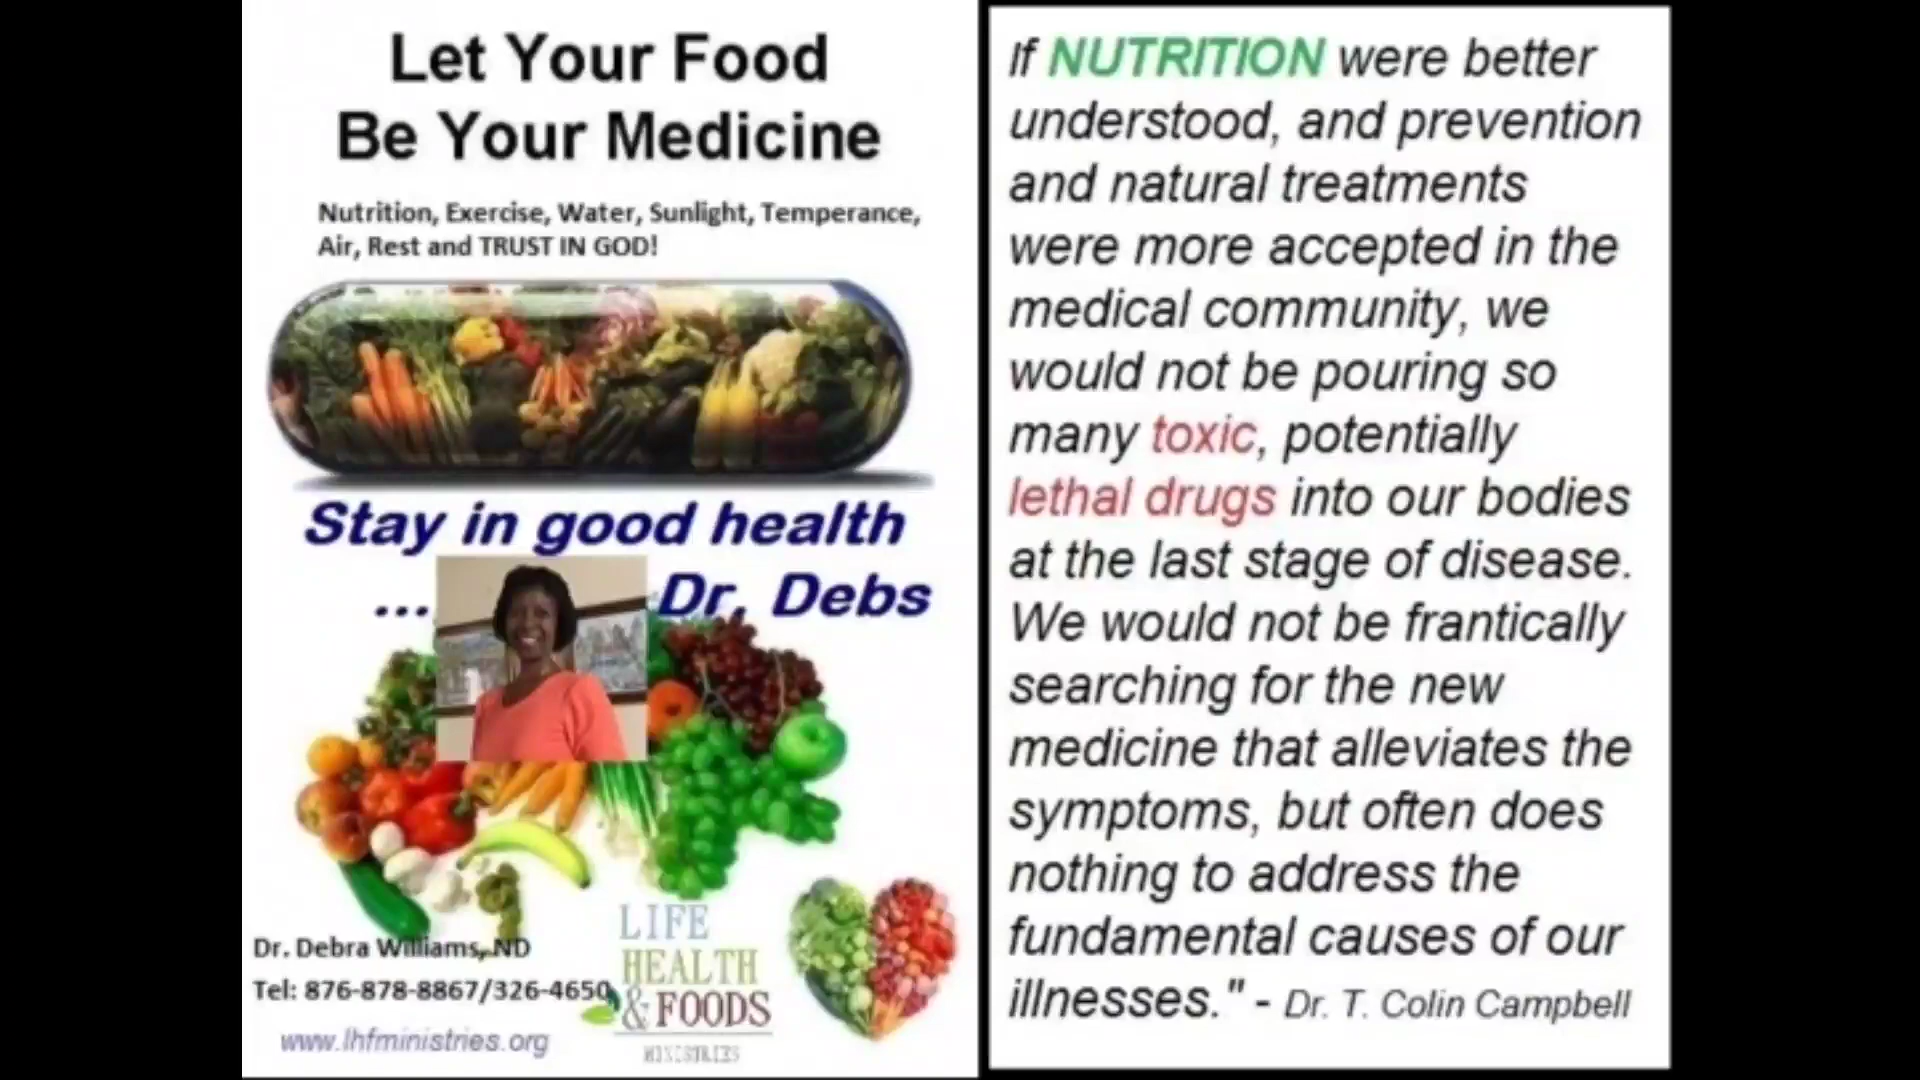 Let Your Food
Be Your Medicine
Nutrition, Exercise, Water, Sunlight, Temperance,
Air, Rest and TRUST IN GOD!
Stay in good health
... Dr. Debs
Dr. Debra Williams, ND
Tel: 876-878-8867/326-4650
www.lhfministries.org
LIFE
HEALTH
& FOODS
MINISTRIES
If NUTRITION were better
understood, and prevention
and natural treatments
were more accepted in the
medical community, we
would not be pouring so
many toxic, potentially
lethal drugs into our bodies
at the last stage of disease.
We would not be frantically
searching for the new
medicine that alleviates the
symptoms, but often does
nothing to address the
fundamental causes of our
illnesses." - Dr. T. Colin Campbell